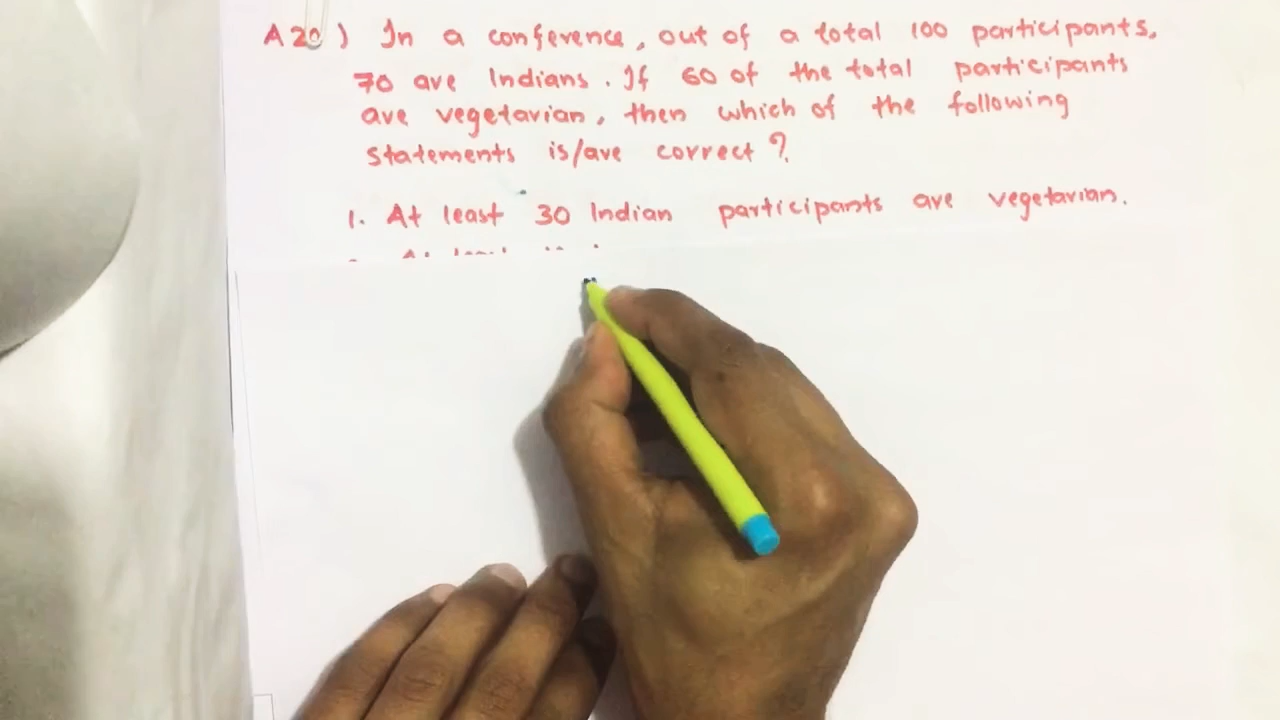 A20) In a conference, out of a total 100 participants,
70 are Indians. If 60 of the total participants
are vegetarian, then which of the following
statements is/are correct?
1. At least 30 Indian participants are vegetarian.